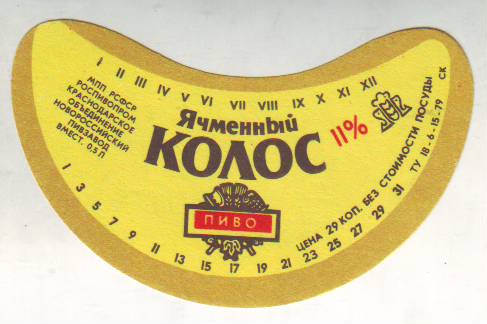 I II III IV V VI VII VIII IX X XI XII
МПП РСФСР
РОСПИВОПРОМ
КРАСНОДАРСКОЕ
ОБЪЕДИНЕНИЕ
НОВОРОССИЙСКИЙ
ПИВЗАВОД
ВМЕСТ. 0,5 Л
Ячменный
КОЛОС
11%
ПИВО
ЦЕНА 29 КОП. БЕЗ СТОИМОСТИ ПОСУДЫ
ТУ 18-6-15-79 СК
1 3 5 7 9 11 13 15 17 19 21 23 25 27 29 31